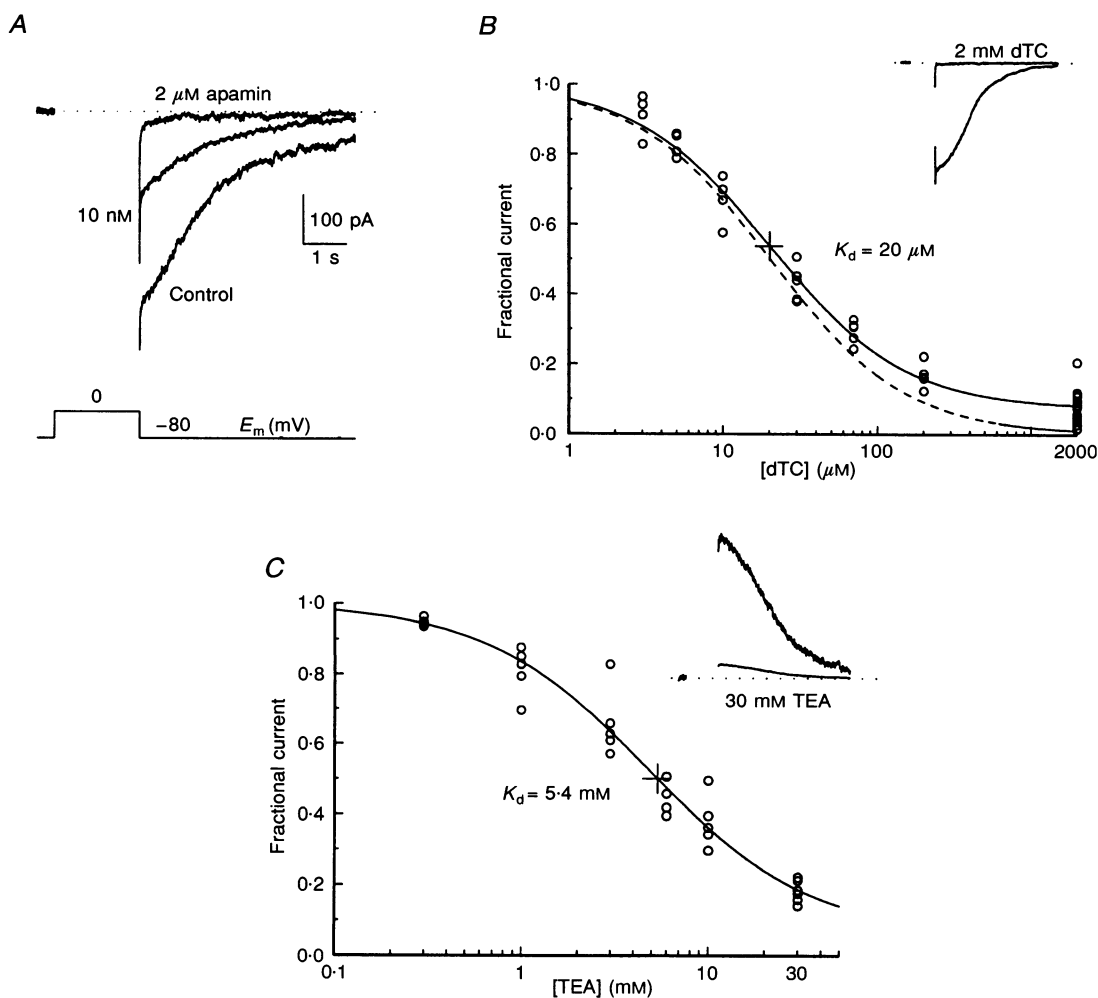 A
2 μM apamin
10 nM
100 pA
1 s
Control
0
−80
Em (mV)
B
2 mM dTC
1·0
0·8
0·6
0·4
0·2
0·0
Fractional current
Kd = 20 μM
1
10
100
2000
[dTC] (μM)
C
1·0
0·8
0·6
0·4
0·2
0·0
Fractional current
30 mM TEA
Kd = 5·4 mM
0·1
1
10
30
[TEA] (mM)